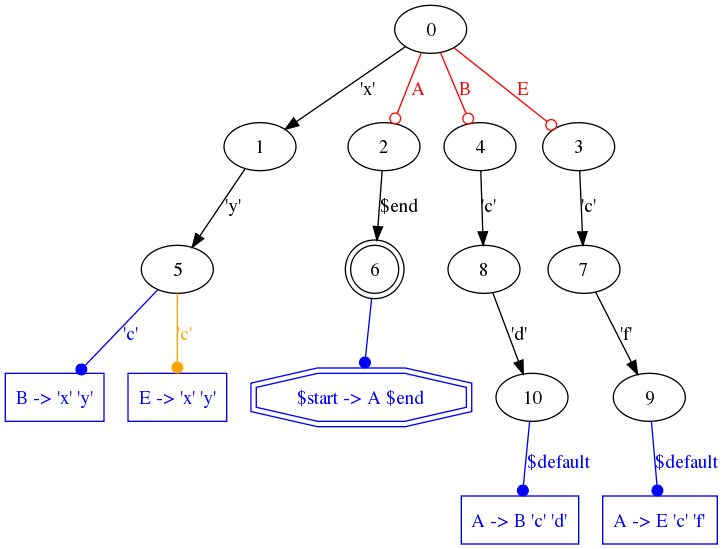 0
'x'
A
B
E
1
2
4
3
'y'
$end
'c'
'c'
5
6
8
7
'c'
'c'
'd'
'f'
B -> 'x' 'y'
E -> 'x' 'y'
$start -> A $end
10
9
$default
$default
A -> B 'c' 'd'
A -> E 'c' 'f'